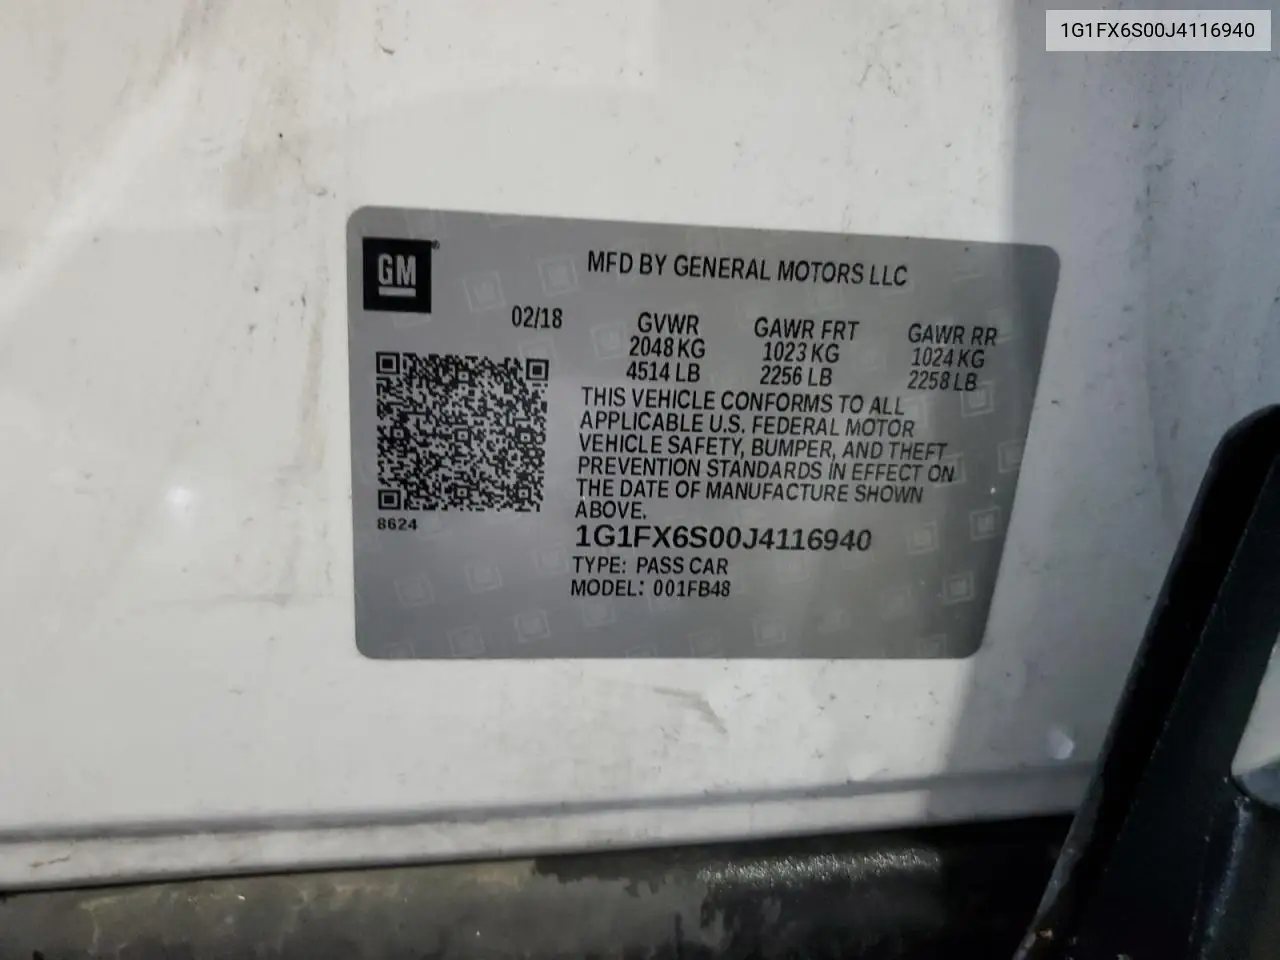 1G1FX6S00J4116940
GM®
MFD BY GENERAL MOTORS LLC
02/18
GVWR GAWR FRT GAWR RR
2048 KG 1023 KG 1024 KG
4514 LB 2256 LB 2258 LB
THIS VEHICLE CONFORMS TO ALL
APPLICABLE U.S. FEDERAL MOTOR
VEHICLE SAFETY, BUMPER, AND THEFT
PREVENTION STANDARDS IN EFFECT ON
THE DATE OF MANUFACTURE SHOWN
ABOVE.
8624
1G1FX6S00J4116940
TYPE: PASS CAR
MODEL: 001FB48